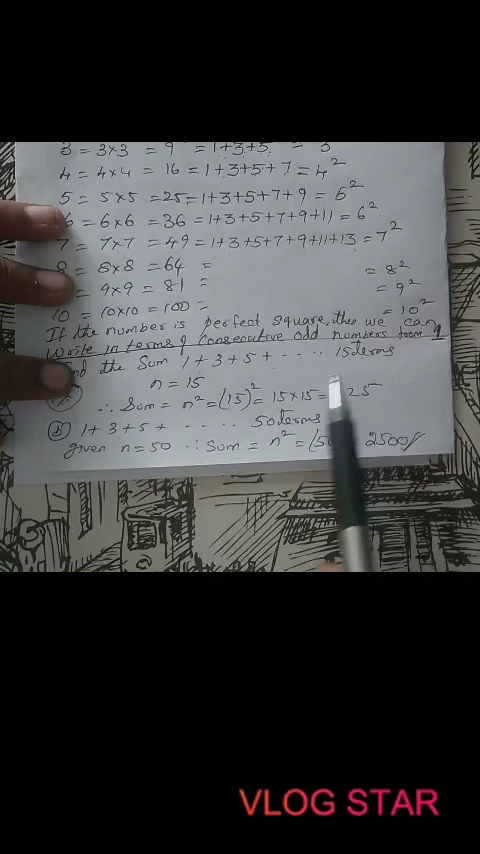 3 = 3×3 = 9 = 1+3+5 = 3
4 = 4×4 = 16 = 1+3+5+7 = 4²
5 = 5×5 = 25 = 1+3+5+7+9 = 5²
6 = 6×6 = 36 = 1+3+5+7+9+11 = 6²
7 = 7×7 = 49 = 1+3+5+7+9+11+13 = 7²
8 = 8×8 = 64 = = 8²
= 9×9 = 81 = = 9²
10 = 10×10 = 100 = = 10²
If the number is perfect square, then we can
write in terms of consecutive odd numbers from 1
the Sum 1+3+5+ - - - .. 15 terms
n = 15
∴ Sum = n² = (15)² = 15×15 = 25
(B) 1+3+5+ - .. - .. 50 terms
given n=50 ∴ Sum = n² = (50 2500//
VLOG STAR